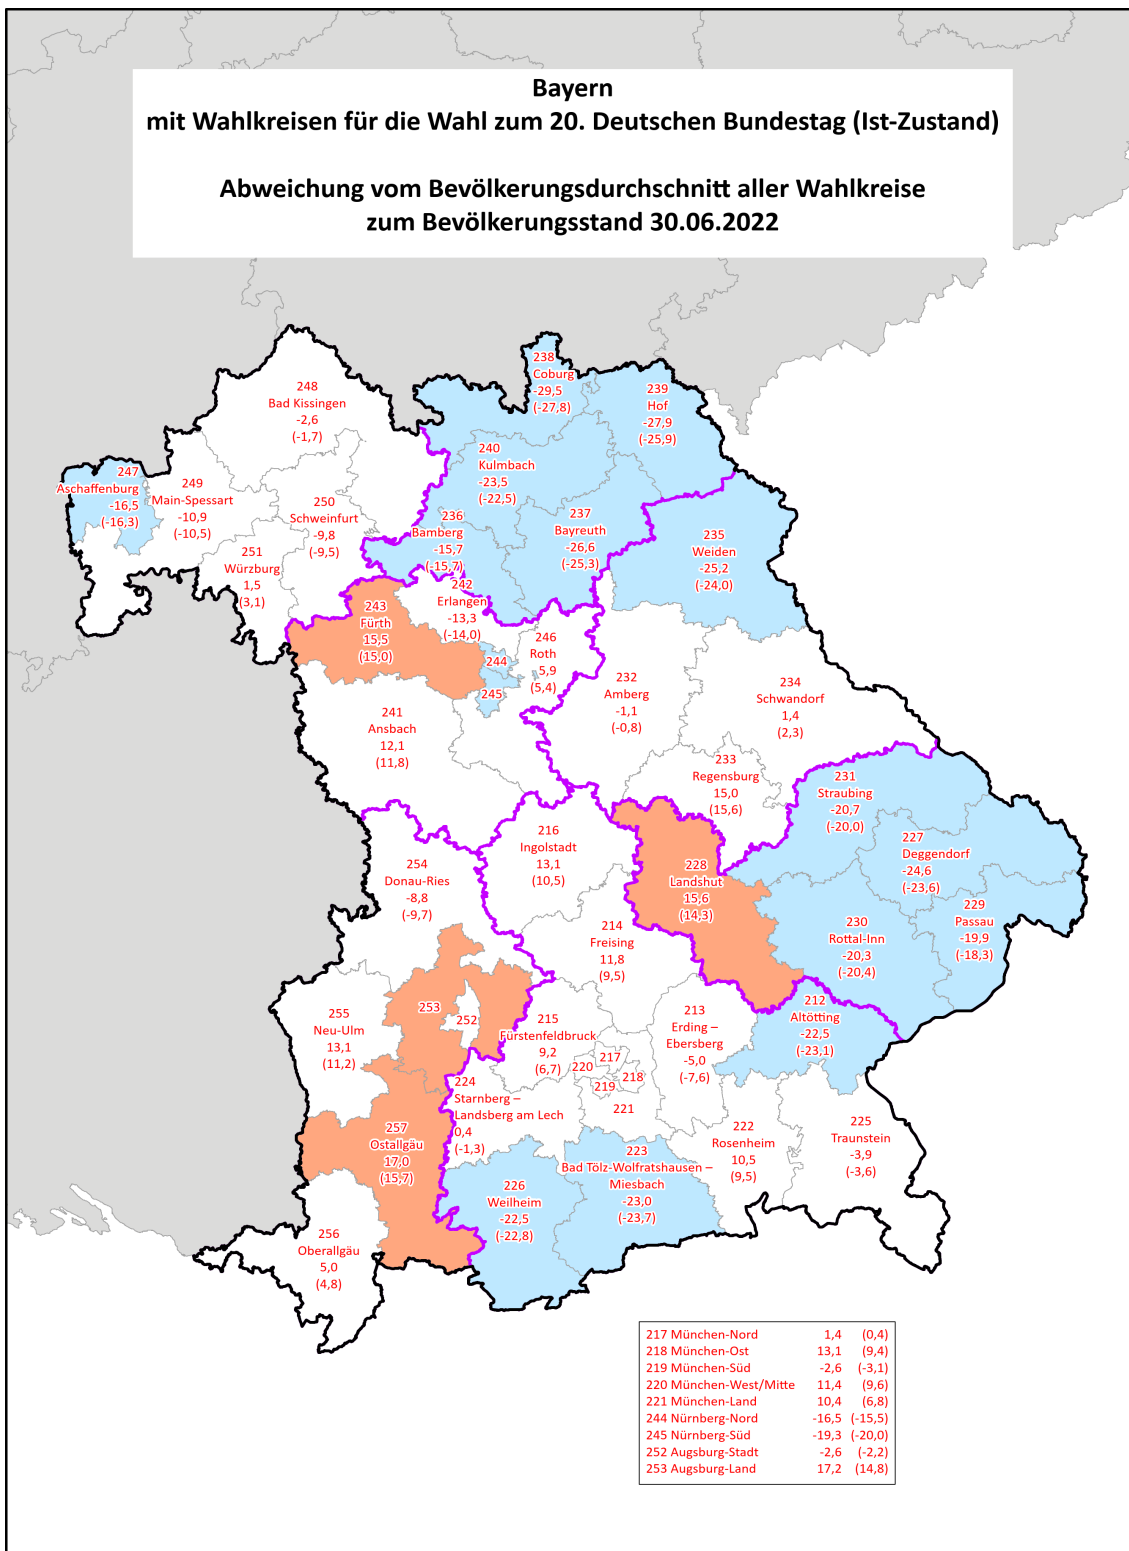 Bayern
mit Wahlkreisen für die Wahl zum 20. Deutschen Bundestag (Ist-Zustand)
Abweichung vom Bevölkerungsdurchschnitt aller Wahlkreise
zum Bevölkerungsstand 30.06.2022
238
Coburg
-29,5
(-27,8)
239
Hof
-27,9
(-25,9)
248
Bad Kissingen
-2,6
(-1,7)
240
Kulmbach
-23,5
(-22,5)
247
Aschaffenburg
-16,5
(-16,3)
249
Main-Spessart
-10,9
(-10,5)
250
Schweinfurt
-9,8
(-9,5)
236
Bamberg
-15,7
(-15,7)
237
Bayreuth
-26,6
(-25,3)
235
Weiden
-25,2
(-24,0)
251
Würzburg
1,5
(3,1)
242
Erlangen
-13,3
(-14,0)
243
Fürth
15,5
(15,0)
246
Roth
5,9
(5,4)
244
245
232
Amberg
-1,1
(-0,8)
234
Schwandorf
1,4
(2,3)
241
Ansbach
12,1
(11,8)
233
Regensburg
15,0
(15,6)
231
Straubing
-20,7
(-20,0)
227
Deggendorf
-24,6
(-23,6)
216
Ingolstadt
13,1
(10,5)
254
Donau-Ries
-8,8
(-9,7)
228
Landshut
15,6
(14,3)
229
Passau
-19,9
(-18,3)
230
Rottal-Inn
-20,3
(-20,4)
214
Freising
11,8
(9,5)
212
Altötting
-22,5
(-23,1)
213
Erding –
Ebersberg
-5,0
(-7,6)
253
252
255
Neu-Ulm
13,1
(11,2)
215
Fürstenfeldbruck
9,2
(6,7)
217
220
218
219
221
224
Starnberg –
Landsberg am Lech
0,4
(-1,3)
257
Ostallgäu
17,0
(15,7)
222
Rosenheim
10,5
(9,5)
225
Traunstein
-3,9
(-3,6)
223
Bad Tölz-Wolfratshausen –
Miesbach
-23,0
(-23,7)
226
Weilheim
-22,5
(-22,8)
256
Oberallgäu
5,0
(4,8)
217 München-Nord 1,4 (0,4)
218 München-Ost 13,1 (9,4)
219 München-Süd -2,6 (-3,1)
220 München-West/Mitte 11,4 (9,6)
221 München-Land 10,4 (6,8)
244 Nürnberg-Nord -16,5 (-15,5)
245 Nürnberg-Süd -19,3 (-20,0)
252 Augsburg-Stadt -2,6 (-2,2)
253 Augsburg-Land 17,2 (14,8)